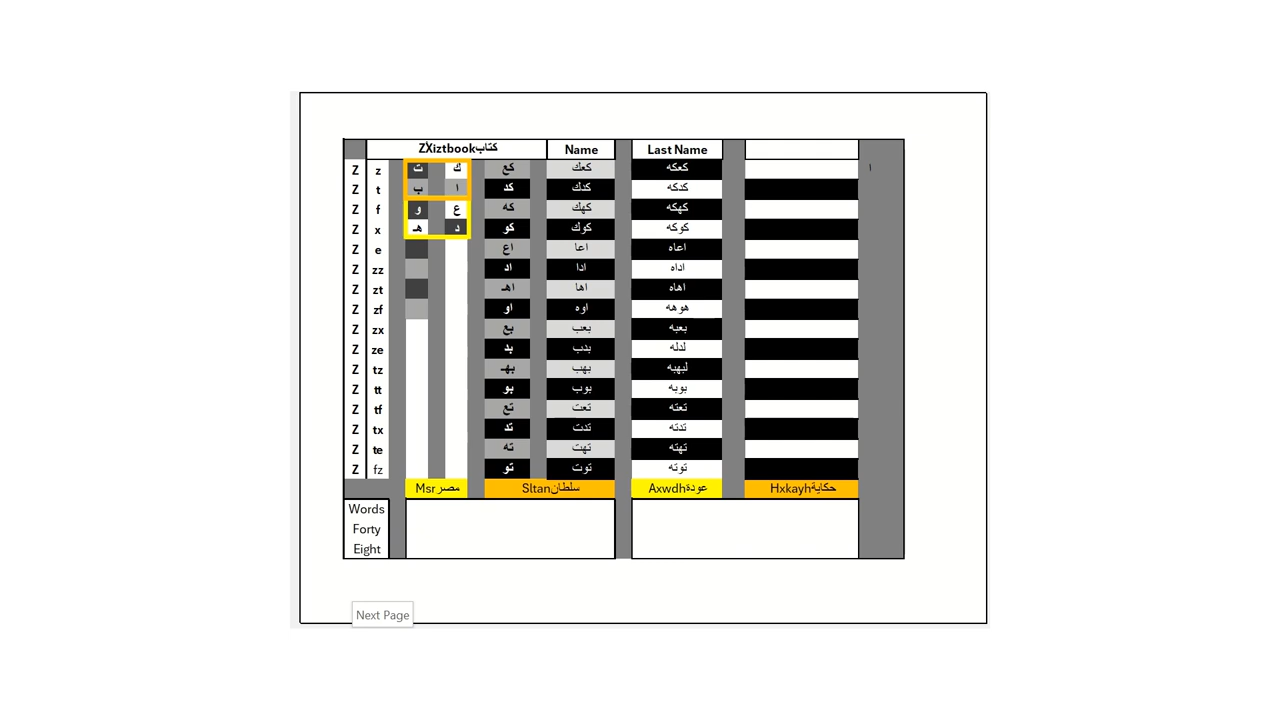 ZẌiztbookكتاب Name Last Name
Z z ت ك كع كعك كعكه ا
Z t ب ا كد كدك كدكه
Z f و ع كه كهك كهكه
Z x هـ د كو كوك كوكه
Z e اع اعا اعاه
Z zz اد ادا اداه
Z zt اهـ اها اهاه
Z zf او اوه هوهه
Z zx بع بعب بعبه
Z ze بد بدب لدله
Z tz بهـ بهب لبهبه
Z tt بو بوب بوبه
Z tf تع تعت تعته
Z tx تد تدت تدته
Z te ته تهت تهته
Z fz تو توت توته
Msrمصر Sltanسلطان Axwdhعودة Hxkayhحكاية
Words
Forty
Eight
Next Page